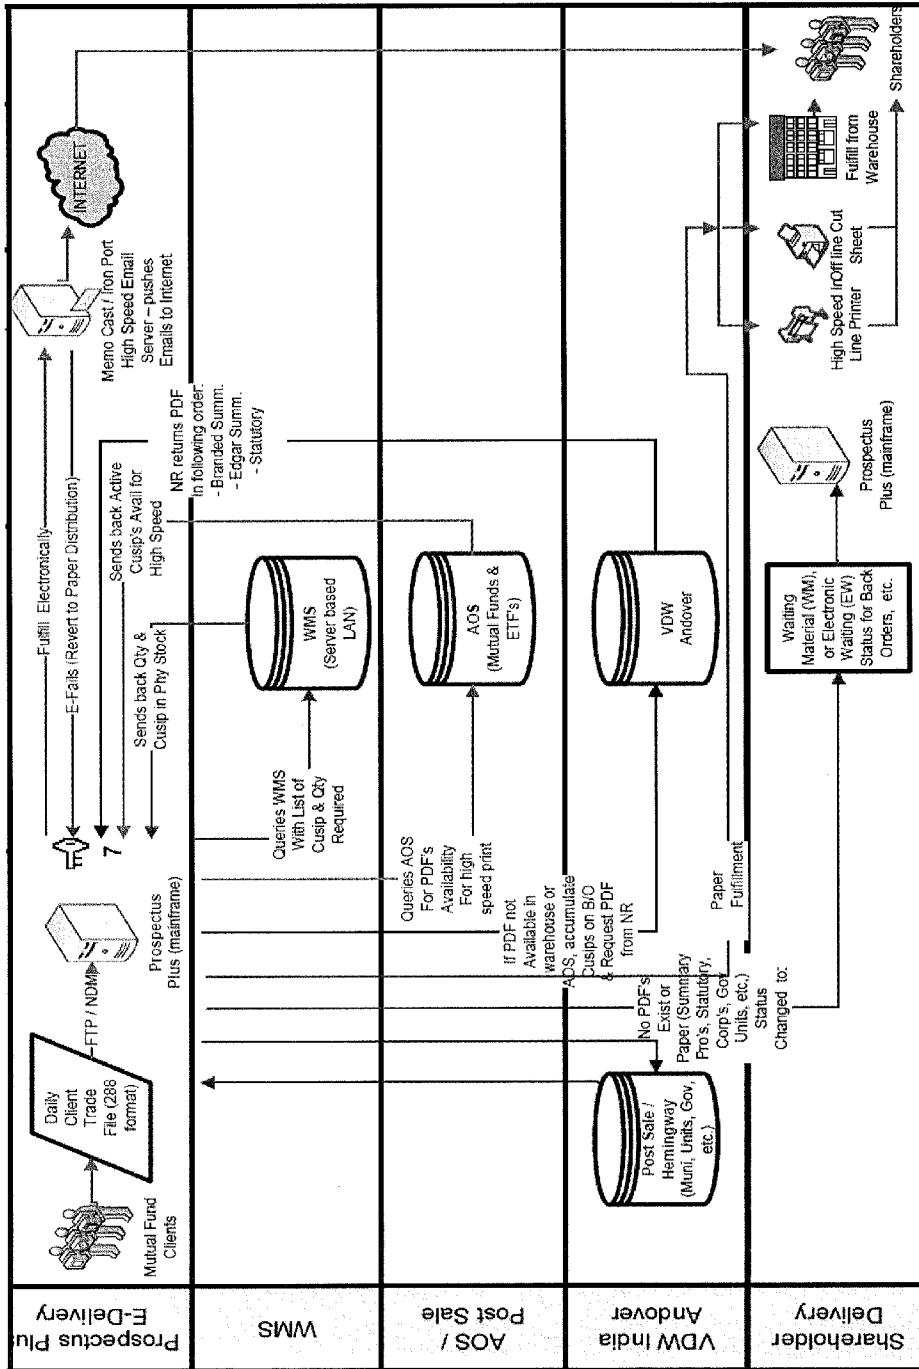 Prospectus Plus
E-Delivery
Mutual Fund
Clients
Daily
Client
Trade
File (288
format)
FTP / NDM
Prospectus
Plus (mainframe)
7
Fulfill Electronically
E-Fails (Revert to Paper Distribution)
Sends back Active
Cusip's Avail for
High Speed
Sends back Qty &
Cusip in Phy Stock
NR returns PDF
In following order:
- Branded Summ.
- Edgar Summ.
- Statutory
Memo Cast / Iron Port
High Speed Email
Server – pushes
Emails to Internet
INTERNET
WMS
Queries WMS
With List of
Cusip & Qty
Required
WMS
(Server based
LAN)
AOS /
Post Sale
Queries AOS
For PDF's
Availability
For high
speed print
AOS
(Mutual Funds &
ETF's)
VDW India
Andover
Post Sale /
Hemingway
(Muni, Units, Gov,
etc.)
If PDF not
Available in
warehouse or
AOS, accumulate
Cusips on B/O
& Request PDF
from NR
VDW
Andover
No PDF's
Exist or
Paper (Summary
Pro's, Statutory,
Corp's, Gov
Units, etc.)
Status
Changed to:
Paper
Fulfillment
Shareholder
Delivery
Waiting
Material (WM),
or Electronic
Waiting (EW)
Status for Back
Orders, etc.
Prospectus
Plus (mainframe)
High Speed In
Line Printer
Off line Cut
Sheet
Fulfill from
Warehouse
Shareholders